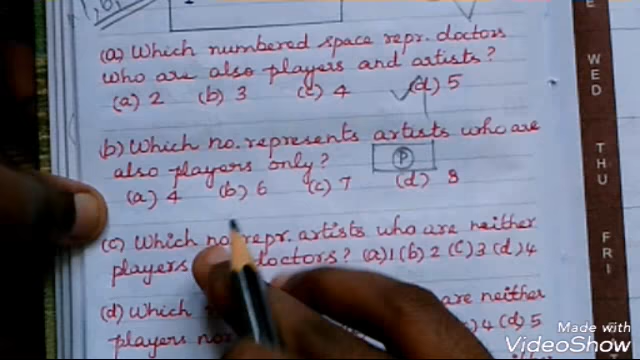 (a) Which numbered space repr. doctors
who are also players and artists?
(a) 2 (b) 3 (c) 4 (d) 5
(b) Which no. represents artists who are
also players only?
P
(a) 4 (b) 6 (c) 7 (d) 8
(c) Which no. repr. artists who are neither
players doctors? (a) 1 (b) 2 (c) 3 (d) 4
(d) Which are neither
players nor 4 (d) 5
WED
THU
FRI
Made with
VideoShow